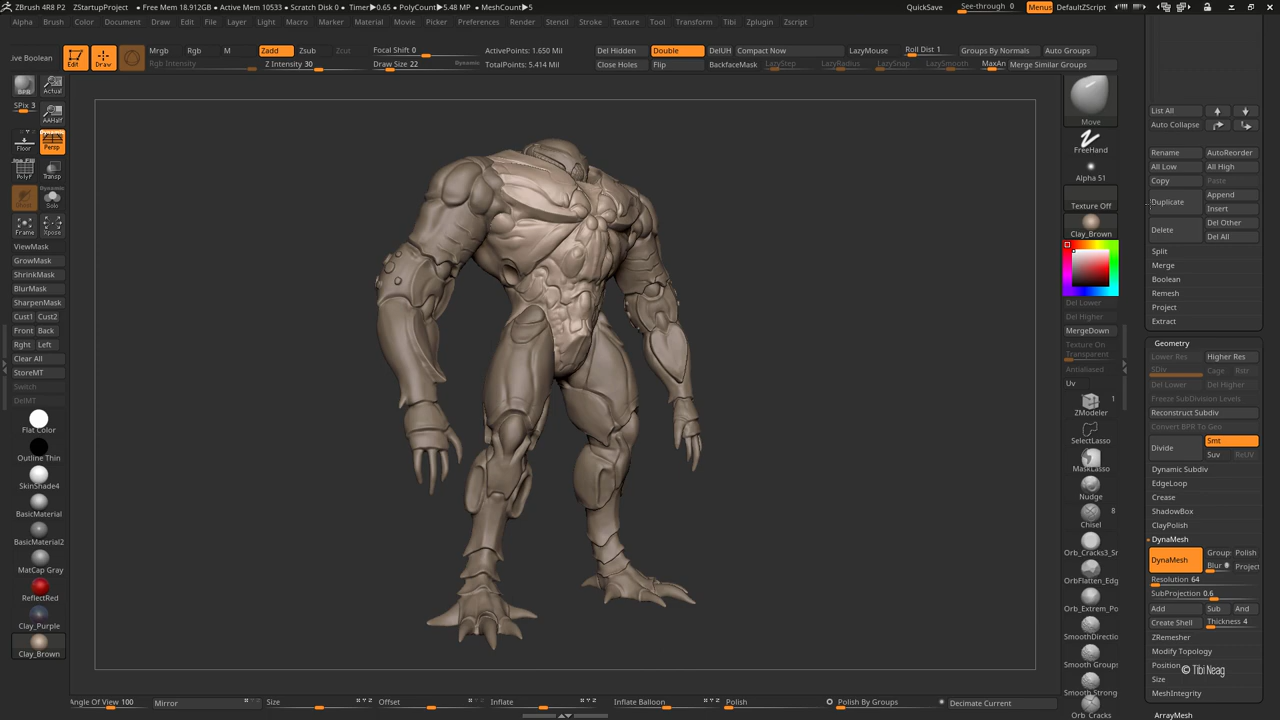 ZBrush 4R8 P2 ZStartupProject • Free Mem 18.912GB • Active Mem 10533 • Scratch Disk 0 • Timer▶0.65 • PolyCount▶5.48 MP • MeshCount▶5 QuickSave See-through 0 Menus DefaultZScript
Alpha Brush Color Document Draw Edit File Layer Light Macro Marker Material Movie Picker Preferences Render Stencil Stroke Texture Tool Transform Tibi Zplugin Zscript
ive Boolean
Edit
Draw
Mrgb Rgb M
Rgb Intensity
Zadd Zsub Zcut
Z Intensity 30
Focal Shift 0
Draw Size 22
Dynamic
ActivePoints: 1.650 Mil
TotalPoints: 5.414 Mil
Del Hidden Double DelUH Compact Now
Close Holes Flip BackfaceMask
LazyMouse Roll Dist 1 Groups By Normals Auto Groups
LazyStep LazyRadius LazySnap LazySmooth MaxAn Merge Similar Groups
BPR
Actual
SPix 3
AAHalf
Dynamic
Floor
Persp
PolyF
Transp
Dynamic
Solo
Frame
Xpose
ViewMask
GrowMask
ShrinkMask
BlurMask
SharpenMask
Cust1 Cust2
Front Back
Rght Left
Clear All
StoreMT
Switch
DelMT
Flat Color
Outline Thin
SkinShade4
BasicMaterial
BasicMaterial2
MatCap Gray
ReflectRed
Clay_Purple
Clay_Brown
Move
FreeHand
Alpha 51
Texture Off
Clay_Brown
Del Lower
Del Higher
MergeDown
Texture On
Transparent
Antialiased
Uv
1
ZModeler
SelectLasso
MaskLasso
Nudge
8
Chisel
Orb_Cracks3_Sr
OrbFlatten_Edg
Orb_Extrem_Po
SmoothDirectio
Smooth Groups
Smooth Strong
Orb_Cracks
List All
Auto Collapse
Rename AutoReorder
All Low All High
Copy Paste
Duplicate Append
Insert
Delete Del Other
Del All
Split
Merge
Boolean
Remesh
Project
Extract
Geometry
Lower Res Higher Res
SDiv Cage Rstr
Del Lower Del Higher
Freeze SubDivision Levels
Reconstruct Subdiv
Convert BPR To Geo
Divide Smt
Suv ReUV
Dynamic Subdiv
EdgeLoop
Crease
ShadowBox
ClayPolish
DynaMesh
DynaMesh Group Polish
Blur Project
Resolution 64
SubProjection 0.6
Add Sub And
Create Shell Thickness 4
ZRemesher
Modify Topology
Position
© Tibi Neag
Size
MeshIntegrity
ArrayMesh
Angle Of View 100 Mirror Size Offset Inflate Inflate Balloon Polish Polish By Groups Decimate Current